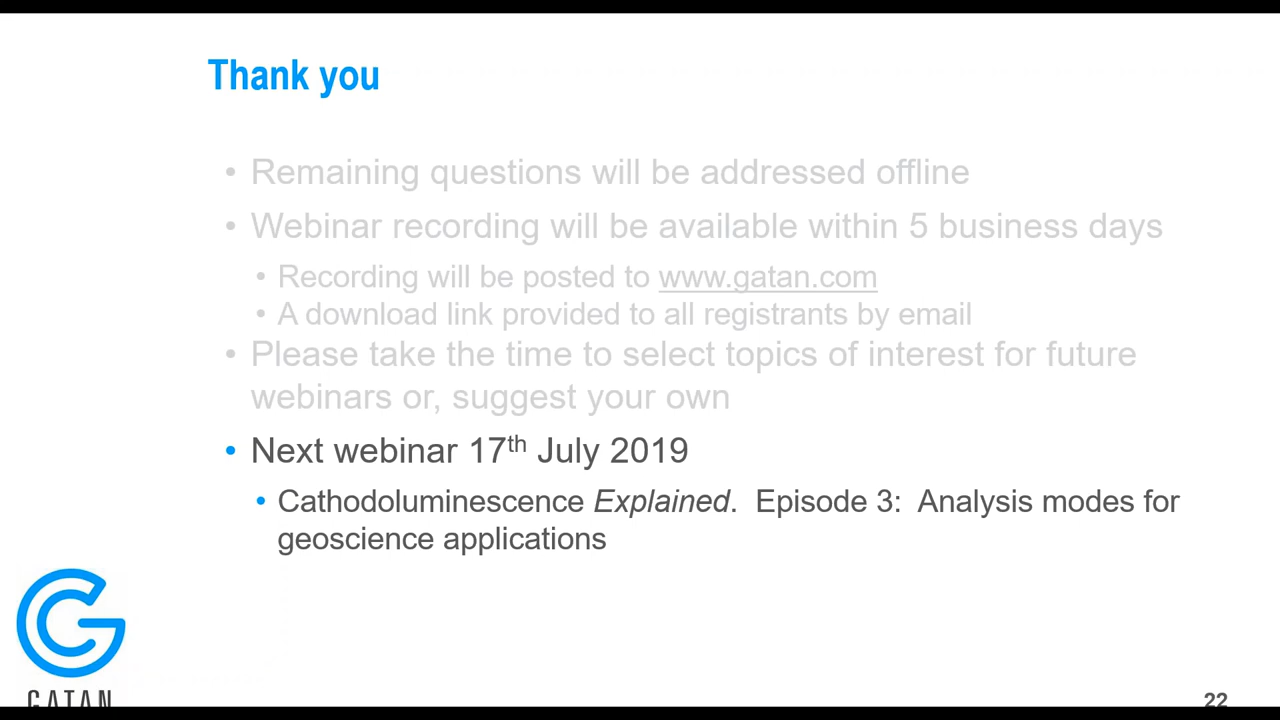 Thank you
• Remaining questions will be addressed offline
• Webinar recording will be available within 5 business days
• Recording will be posted to www.gatan.com
• A download link provided to all registrants by email
• Please take the time to select topics of interest for future
webinars or, suggest your own
• Next webinar 17th July 2019
• Cathodoluminescence Explained. Episode 3: Analysis modes for
geoscience applications
GATAN
22